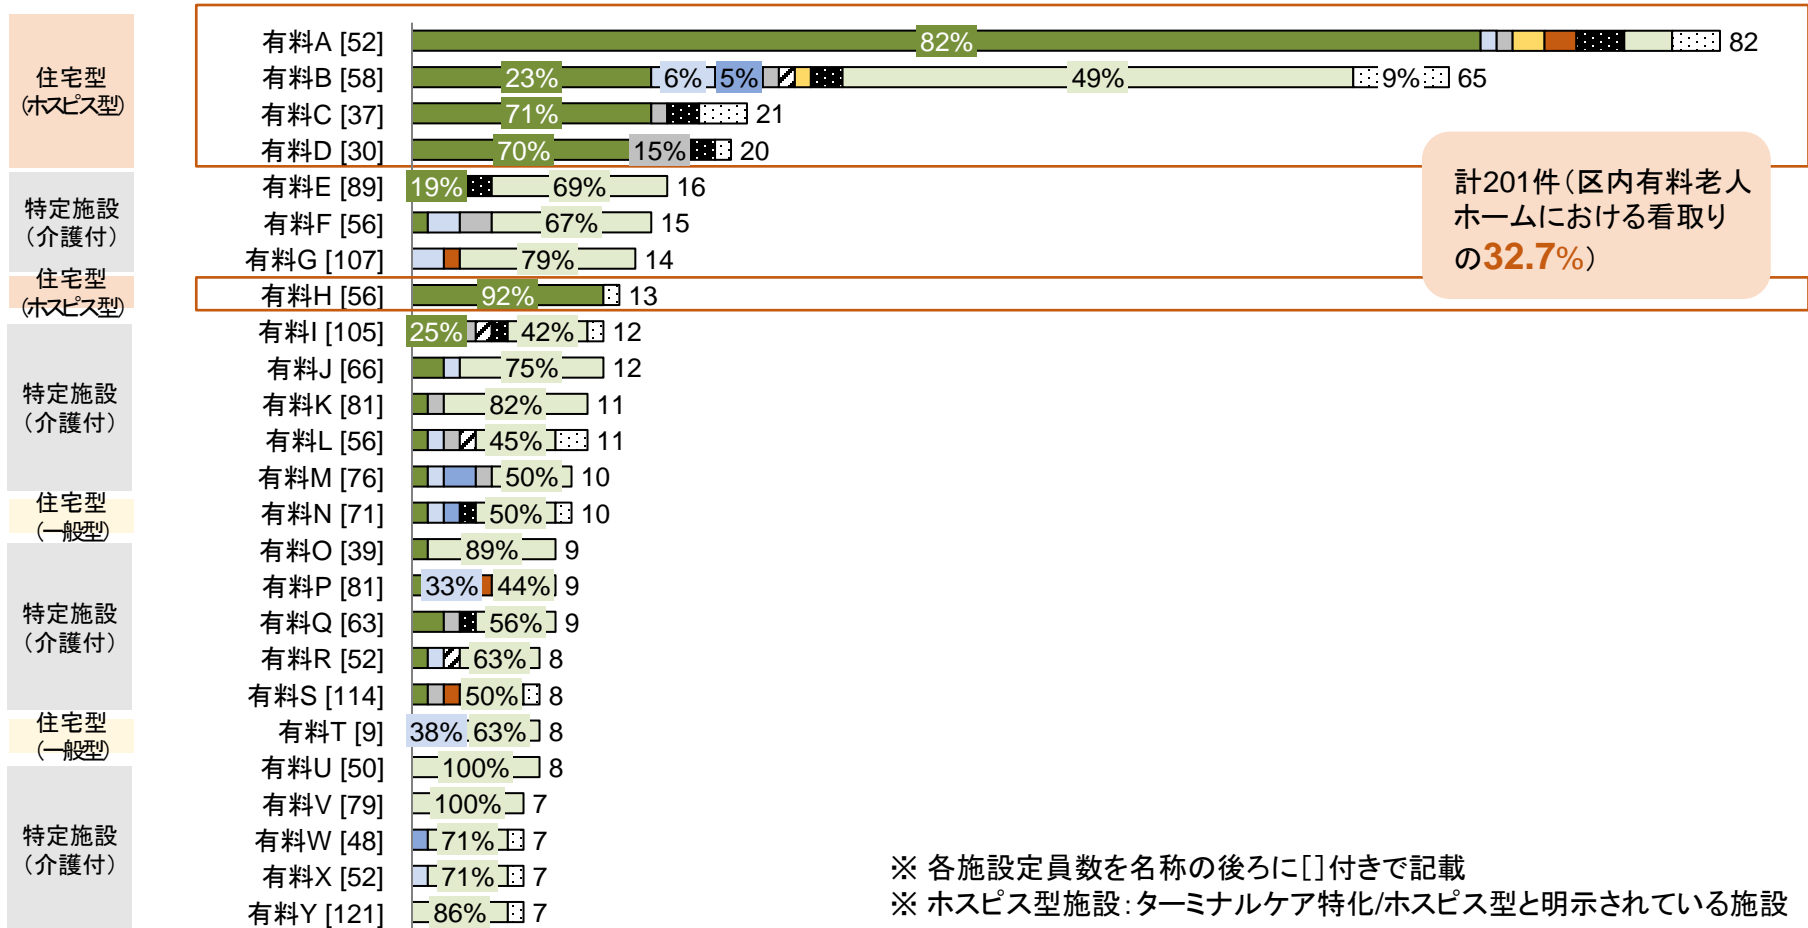 住宅型
(ホスピス型)
有料A [52] 82% 82
有料B [58] 23% 6% 5% 49% 9% 65
有料C [37] 71% 21
有料D [30] 70% 15% 20
特定施設
（介護付）
有料E [89] 19% 69% 16
有料F [56] 67% 15
有料G [107] 79% 14
計201件（区内有料老人
ホームにおける看取り
の32.7%）
住宅型
(ホスピス型)
有料H [56] 92% 13
特定施設
（介護付）
有料I [105] 25% 42% 12
有料J [66] 75% 12
有料K [81] 82% 11
有料L [56] 45% 11
有料M [76] 50% 10
住宅型
(一般型)
有料N [71] 50% 10
特定施設
（介護付）
有料O [39] 89% 9
有料P [81] 33% 44% 9
有料Q [63] 56% 9
有料R [52] 63% 8
有料S [114] 50% 8
住宅型
(一般型)
有料T [9] 38% 63% 8
特定施設
（介護付）
有料U [50] 100% 8
有料V [79] 100% 7
有料W [48] 71% 7
有料X [52] 71% 7
有料Y [121] 86% 7
※ 各施設定員数を名称の後ろに[]付きで記載
※ ホスピス型施設：ターミナルケア特化/ホスピス型と明示されている施設